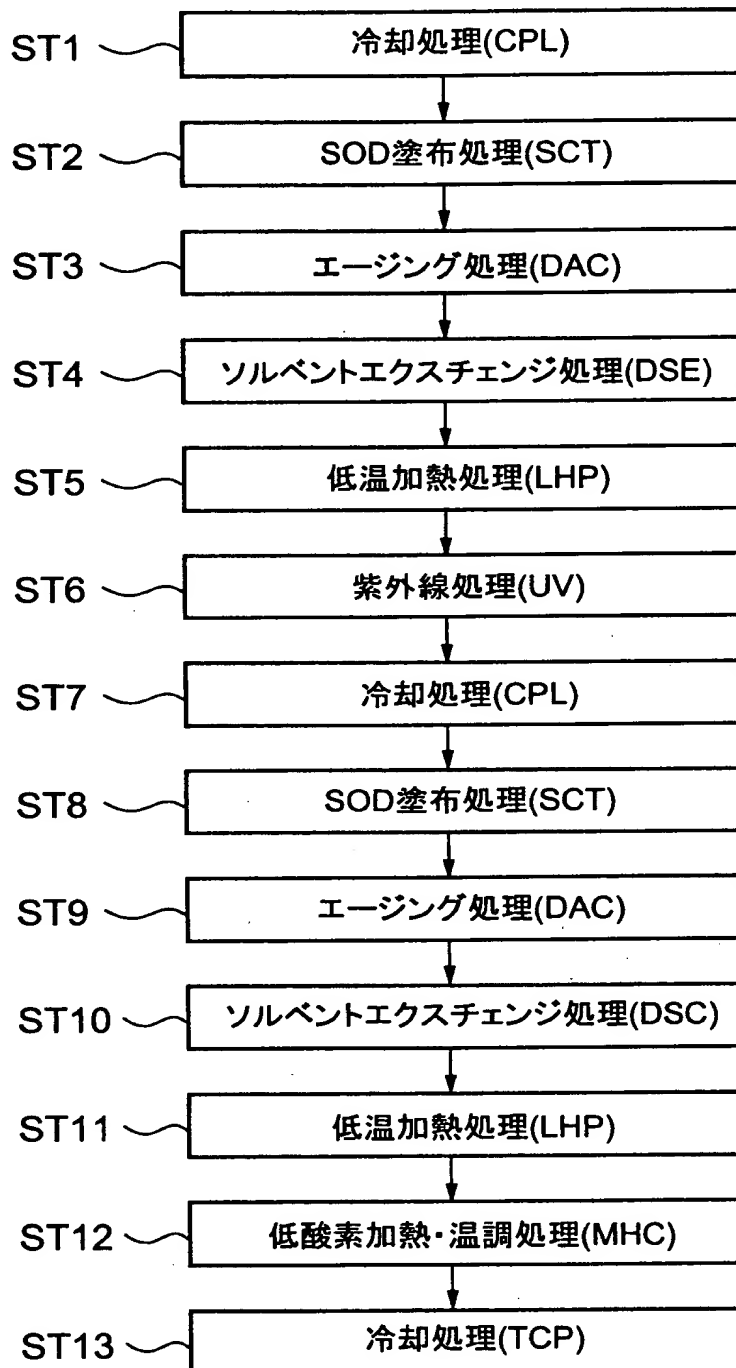 ST1 冷却処理(CPL)
ST2 SOD塗布処理(SCT)
ST3 エージング処理(DAC)
ST4 ソルベントエクスチェンジ処理(DSE)
ST5 低温加熱処理(LHP)
ST6 紫外線処理(UV)
ST7 冷却処理(CPL)
ST8 SOD塗布処理(SCT)
ST9 エージング処理(DAC)
ST10 ソルベントエクスチェンジ処理(DSC)
ST11 低温加熱処理(LHP)
ST12 低酸素加熱・温調処理(MHC)
ST13 冷却処理(TCP)